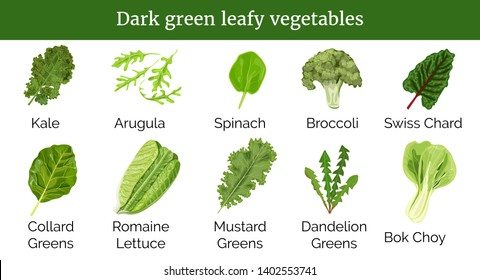 Dark green leafy vegetables
Kale
Arugula
Spinach
Broccoli
Swiss Chard
Collard
Greens
Romaine
Lettuce
Mustard
Greens
Dandelion
Greens
Bok Choy
www.shutterstock.com · 1402553741